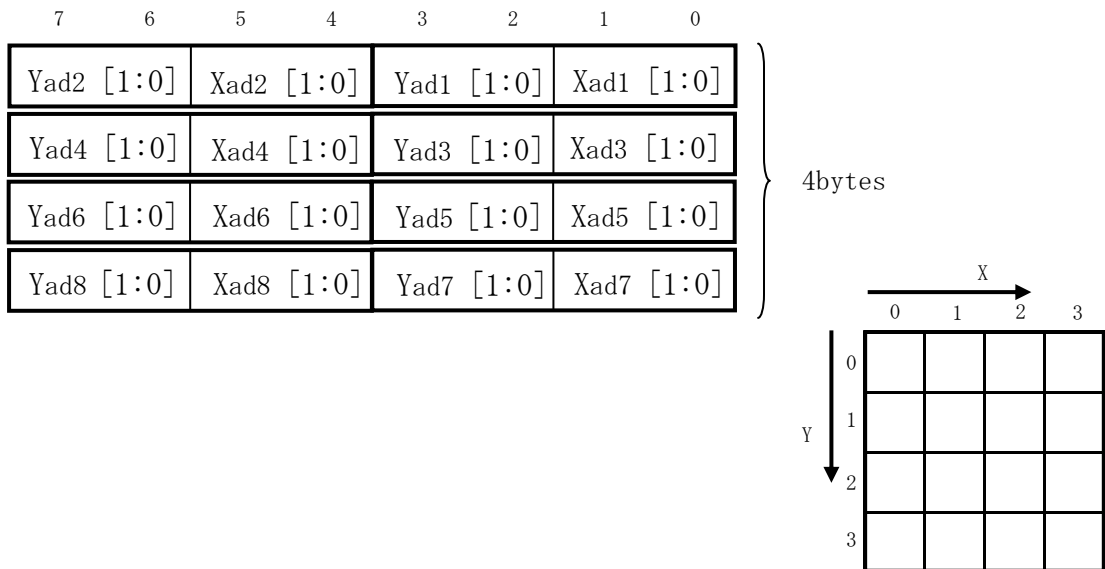 7 6 5 4 3 2 1 0
Yad2 [1:0] Xad2 [1:0] Yad1 [1:0] Xad1 [1:0]
Yad4 [1:0] Xad4 [1:0] Yad3 [1:0] Xad3 [1:0]
4bytes
Yad6 [1:0] Xad6 [1:0] Yad5 [1:0] Xad5 [1:0]
Yad8 [1:0] Xad8 [1:0] Yad7 [1:0] Xad7 [1:0]
X
0 1 2 3
0
1
Y
2
3